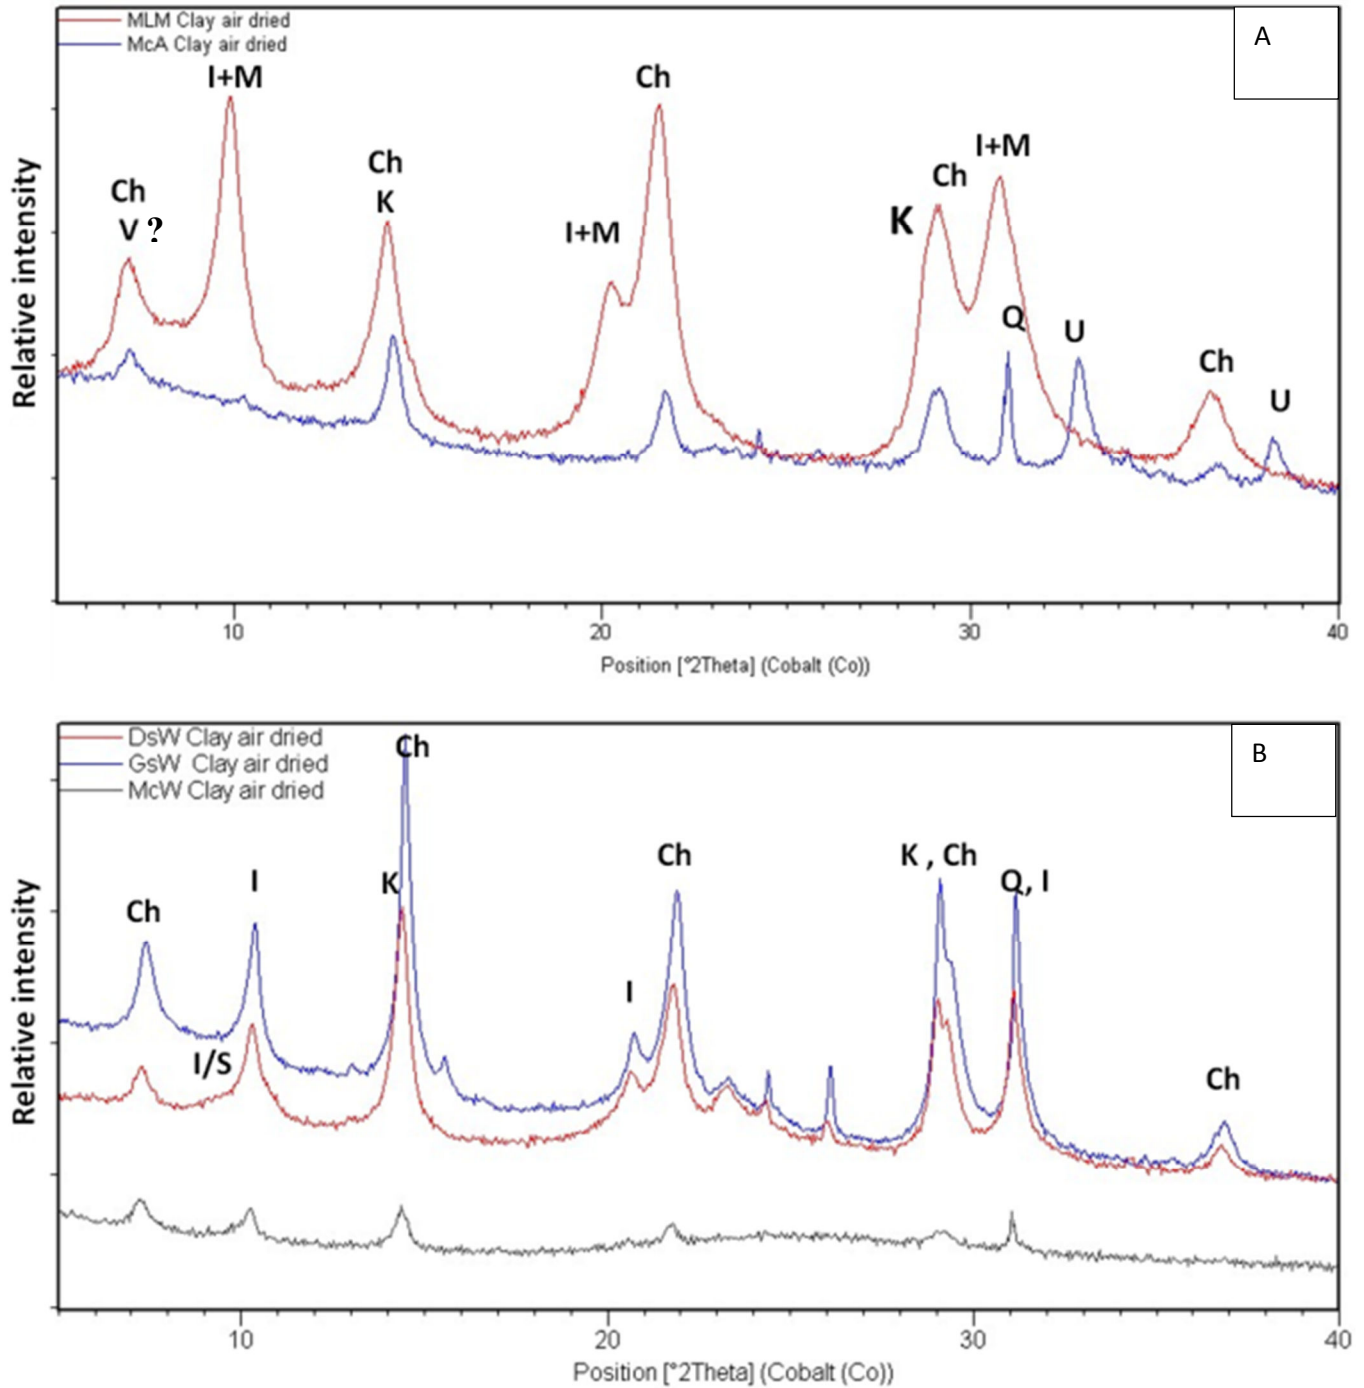 MLM Clay air dried
McA Clay air dried
A
I+M
Ch
Ch
V ?
Ch
K
I+M
K
Ch
I+M
Q
U
Ch
U
Relative intensity
10
20
30
40
Position [°2Theta] (Cobalt (Co))
DsW Clay air dried
GsW Clay air dried
McW Clay air dried
B
Ch
K
I
Ch
I/S
I
Ch
K , Ch
Q, I
Ch
Relative intensity
10
20
30
40
Position [°2Theta] (Cobalt (Co))